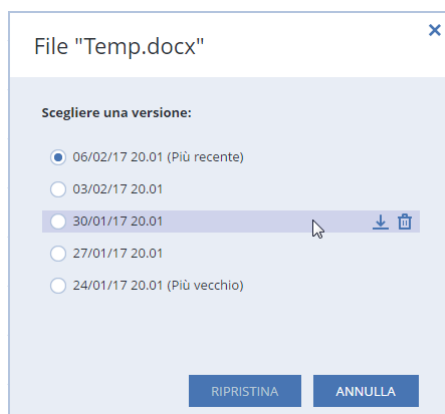 File "Temp.docx"
Scegliere una versione:
06/02/17 20.01 (Più recente)
03/02/17 20.01
30/01/17 20.01
27/01/17 20.01
24/01/17 20.01 (Più vecchio)
RIPRISTINA ANNULLA